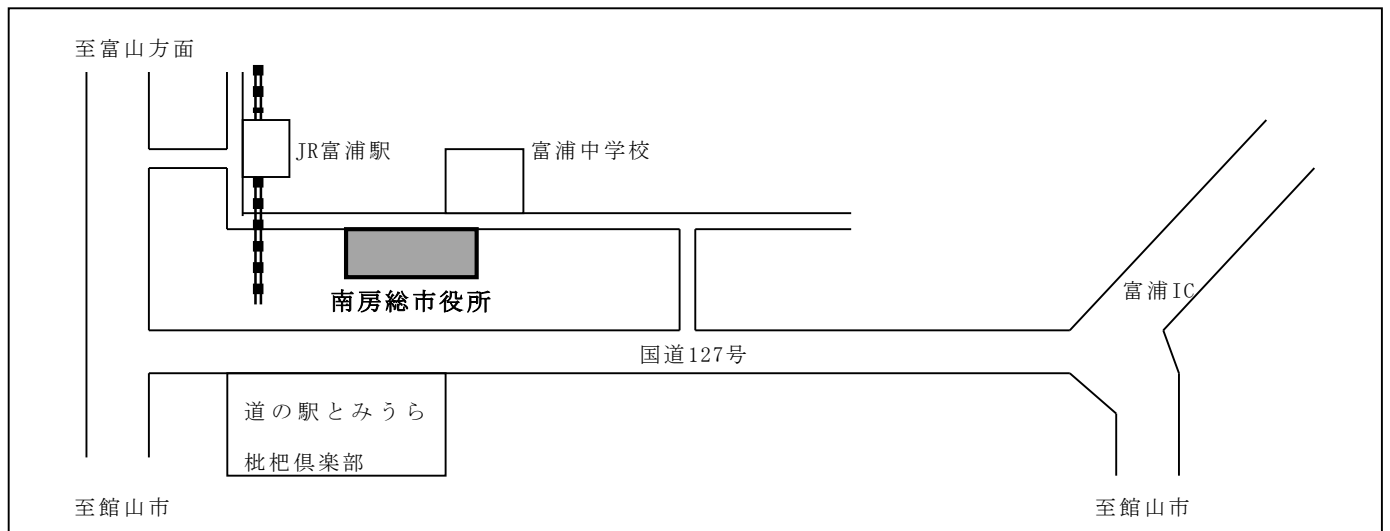 至富山方面
JR富浦駅
富浦中学校
富浦IC
南房総市役所
国道127号
道の駅とみうら
枇杷倶楽部
至館山市
至館山市